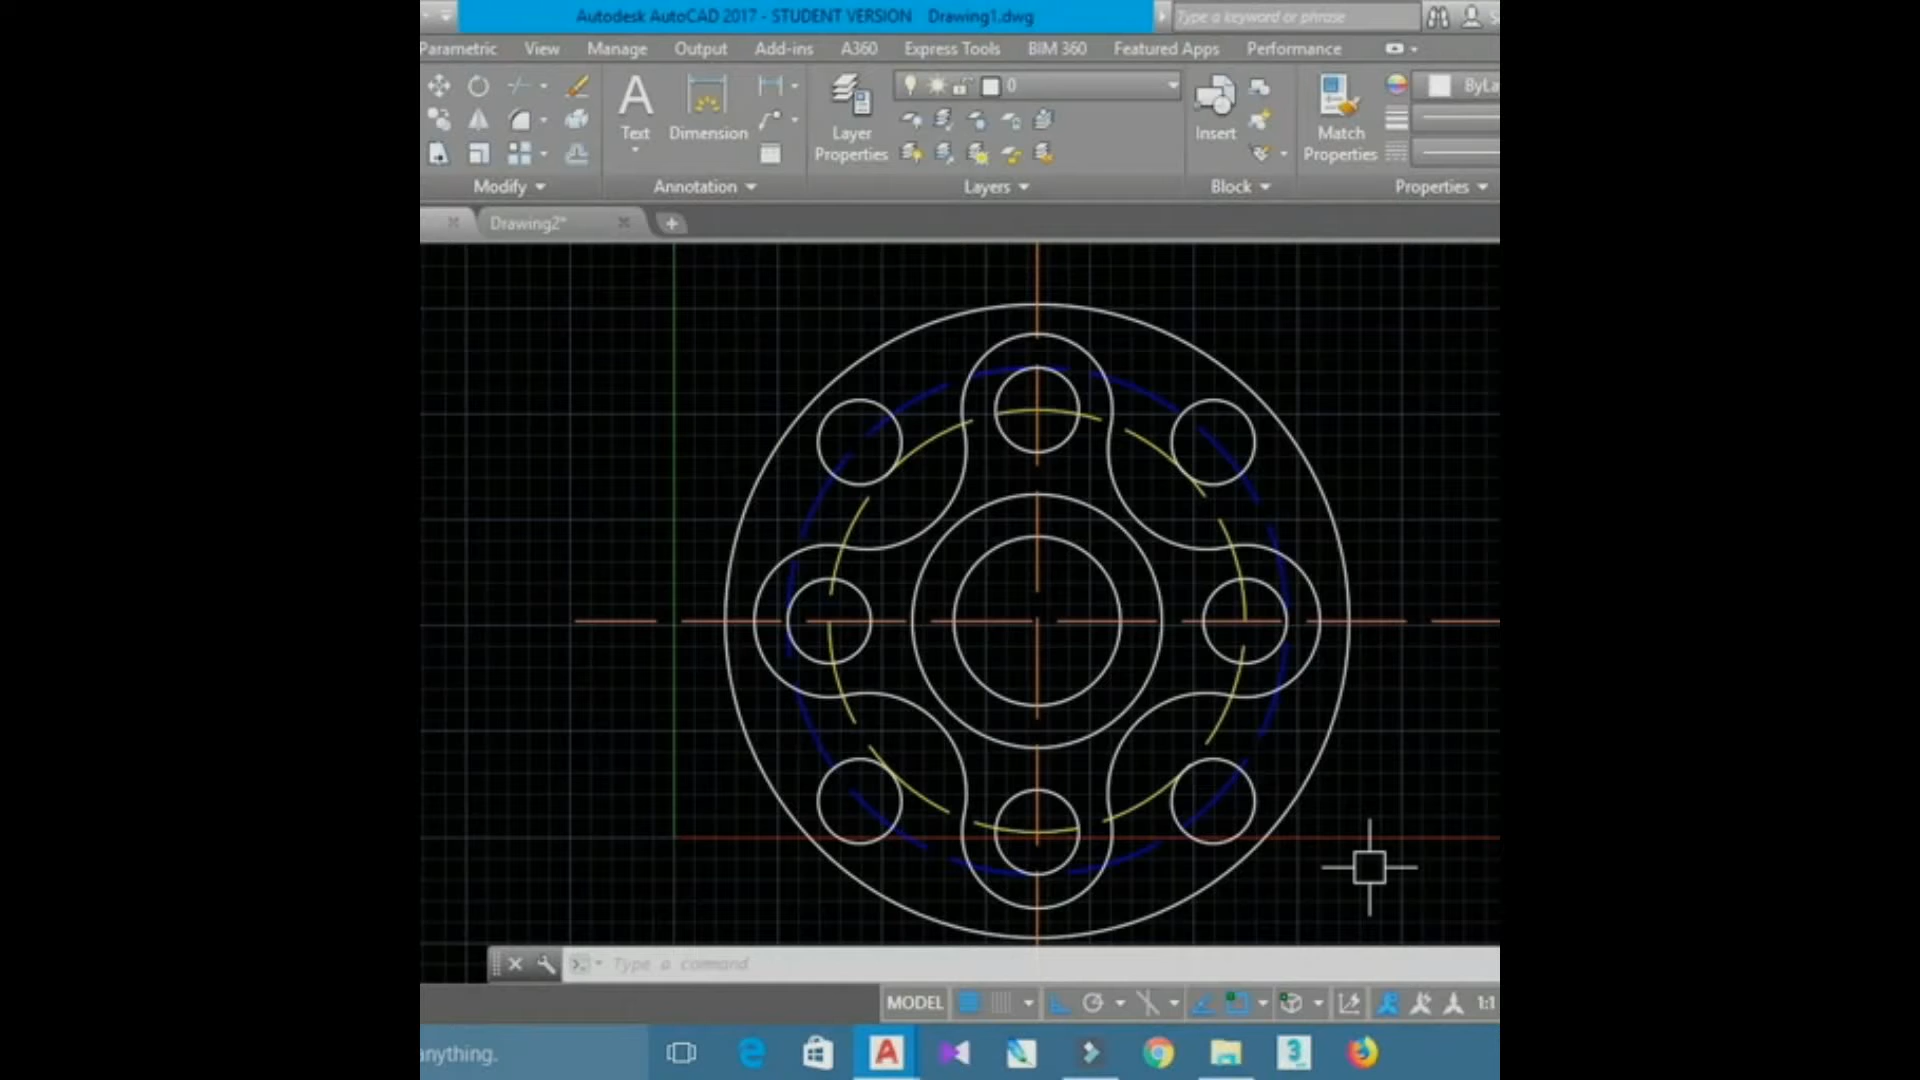 Autodesk AutoCAD 2017 - STUDENT VERSION Drawing1.dwg
Type a keyword or phrase
Parametric View Manage Output Add-ins A360 Express Tools BIM 360 Featured Apps Performance
0
ByLa
Text Dimension
Layer Properties
Insert
Match Properties
Modify Annotation Layers Block Properties
Drawing2*
Type a command
MODEL 1:1
anything.